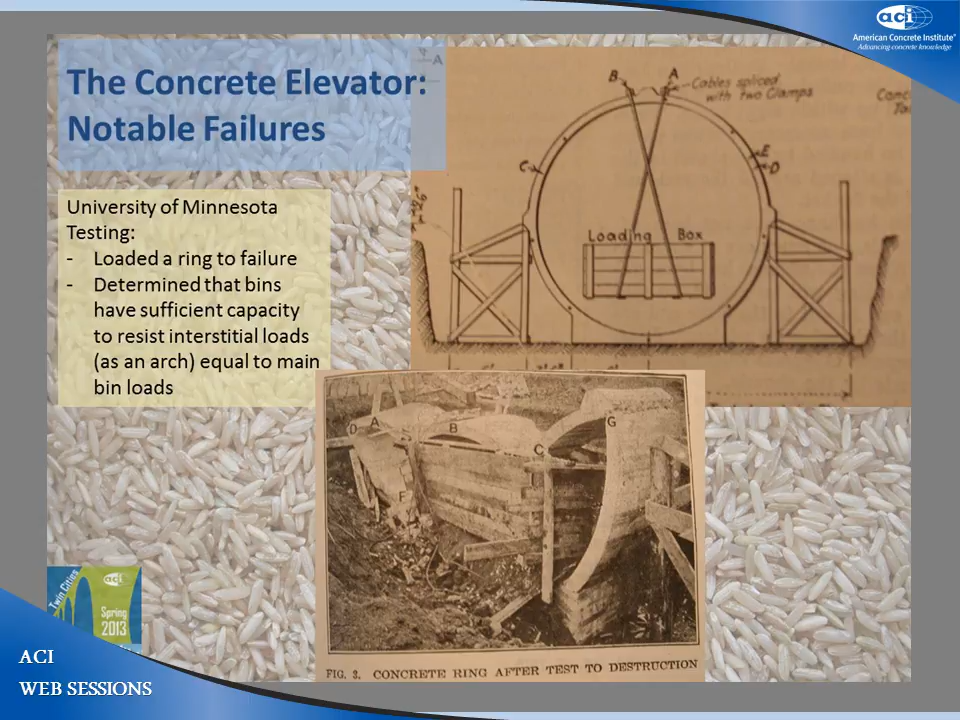 aci
American Concrete Institute®
Advancing concrete knowledge
The Concrete Elevator:
Notable Failures
University of Minnesota
Testing:
- Loaded a ring to failure
- Determined that bins
have sufficient capacity
to resist interstitial loads
(as an arch) equal to main
bin loads
A
B A
Cables spliced
with two Clamps
C
E
D
Loading Box
D A B C G
F
FIG. 3. CONCRETE RING AFTER TEST TO DESTRUCTION
aci
Twin Cities
Spring
2013
ACI
WEB SESSIONS